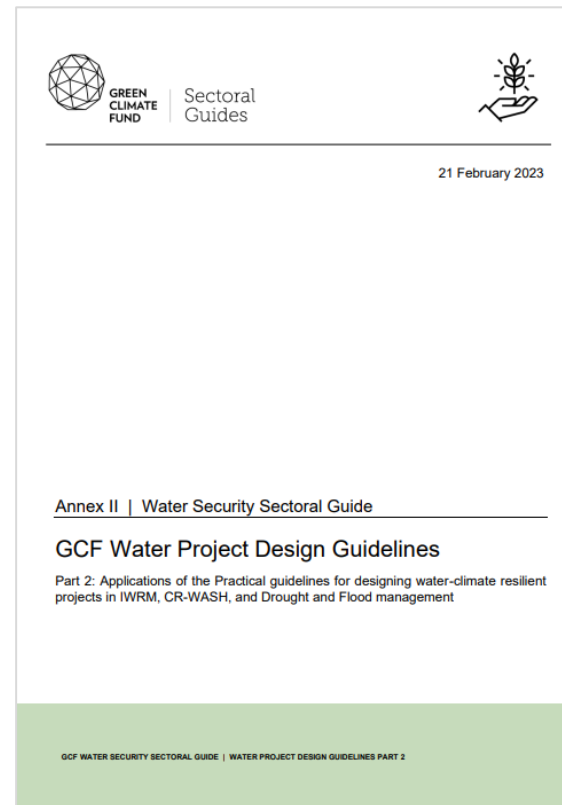 GREEN
CLIMATE
FUND
Sectoral
Guides
21 February 2023
Annex II | Water Security Sectoral Guide
GCF Water Project Design Guidelines
Part 2: Applications of the Practical guidelines for designing water-climate resilient
projects in IWRM, CR-WASH, and Drought and Flood management
GCF WATER SECURITY SECTORAL GUIDE | WATER PROJECT DESIGN GUIDELINES PART 2